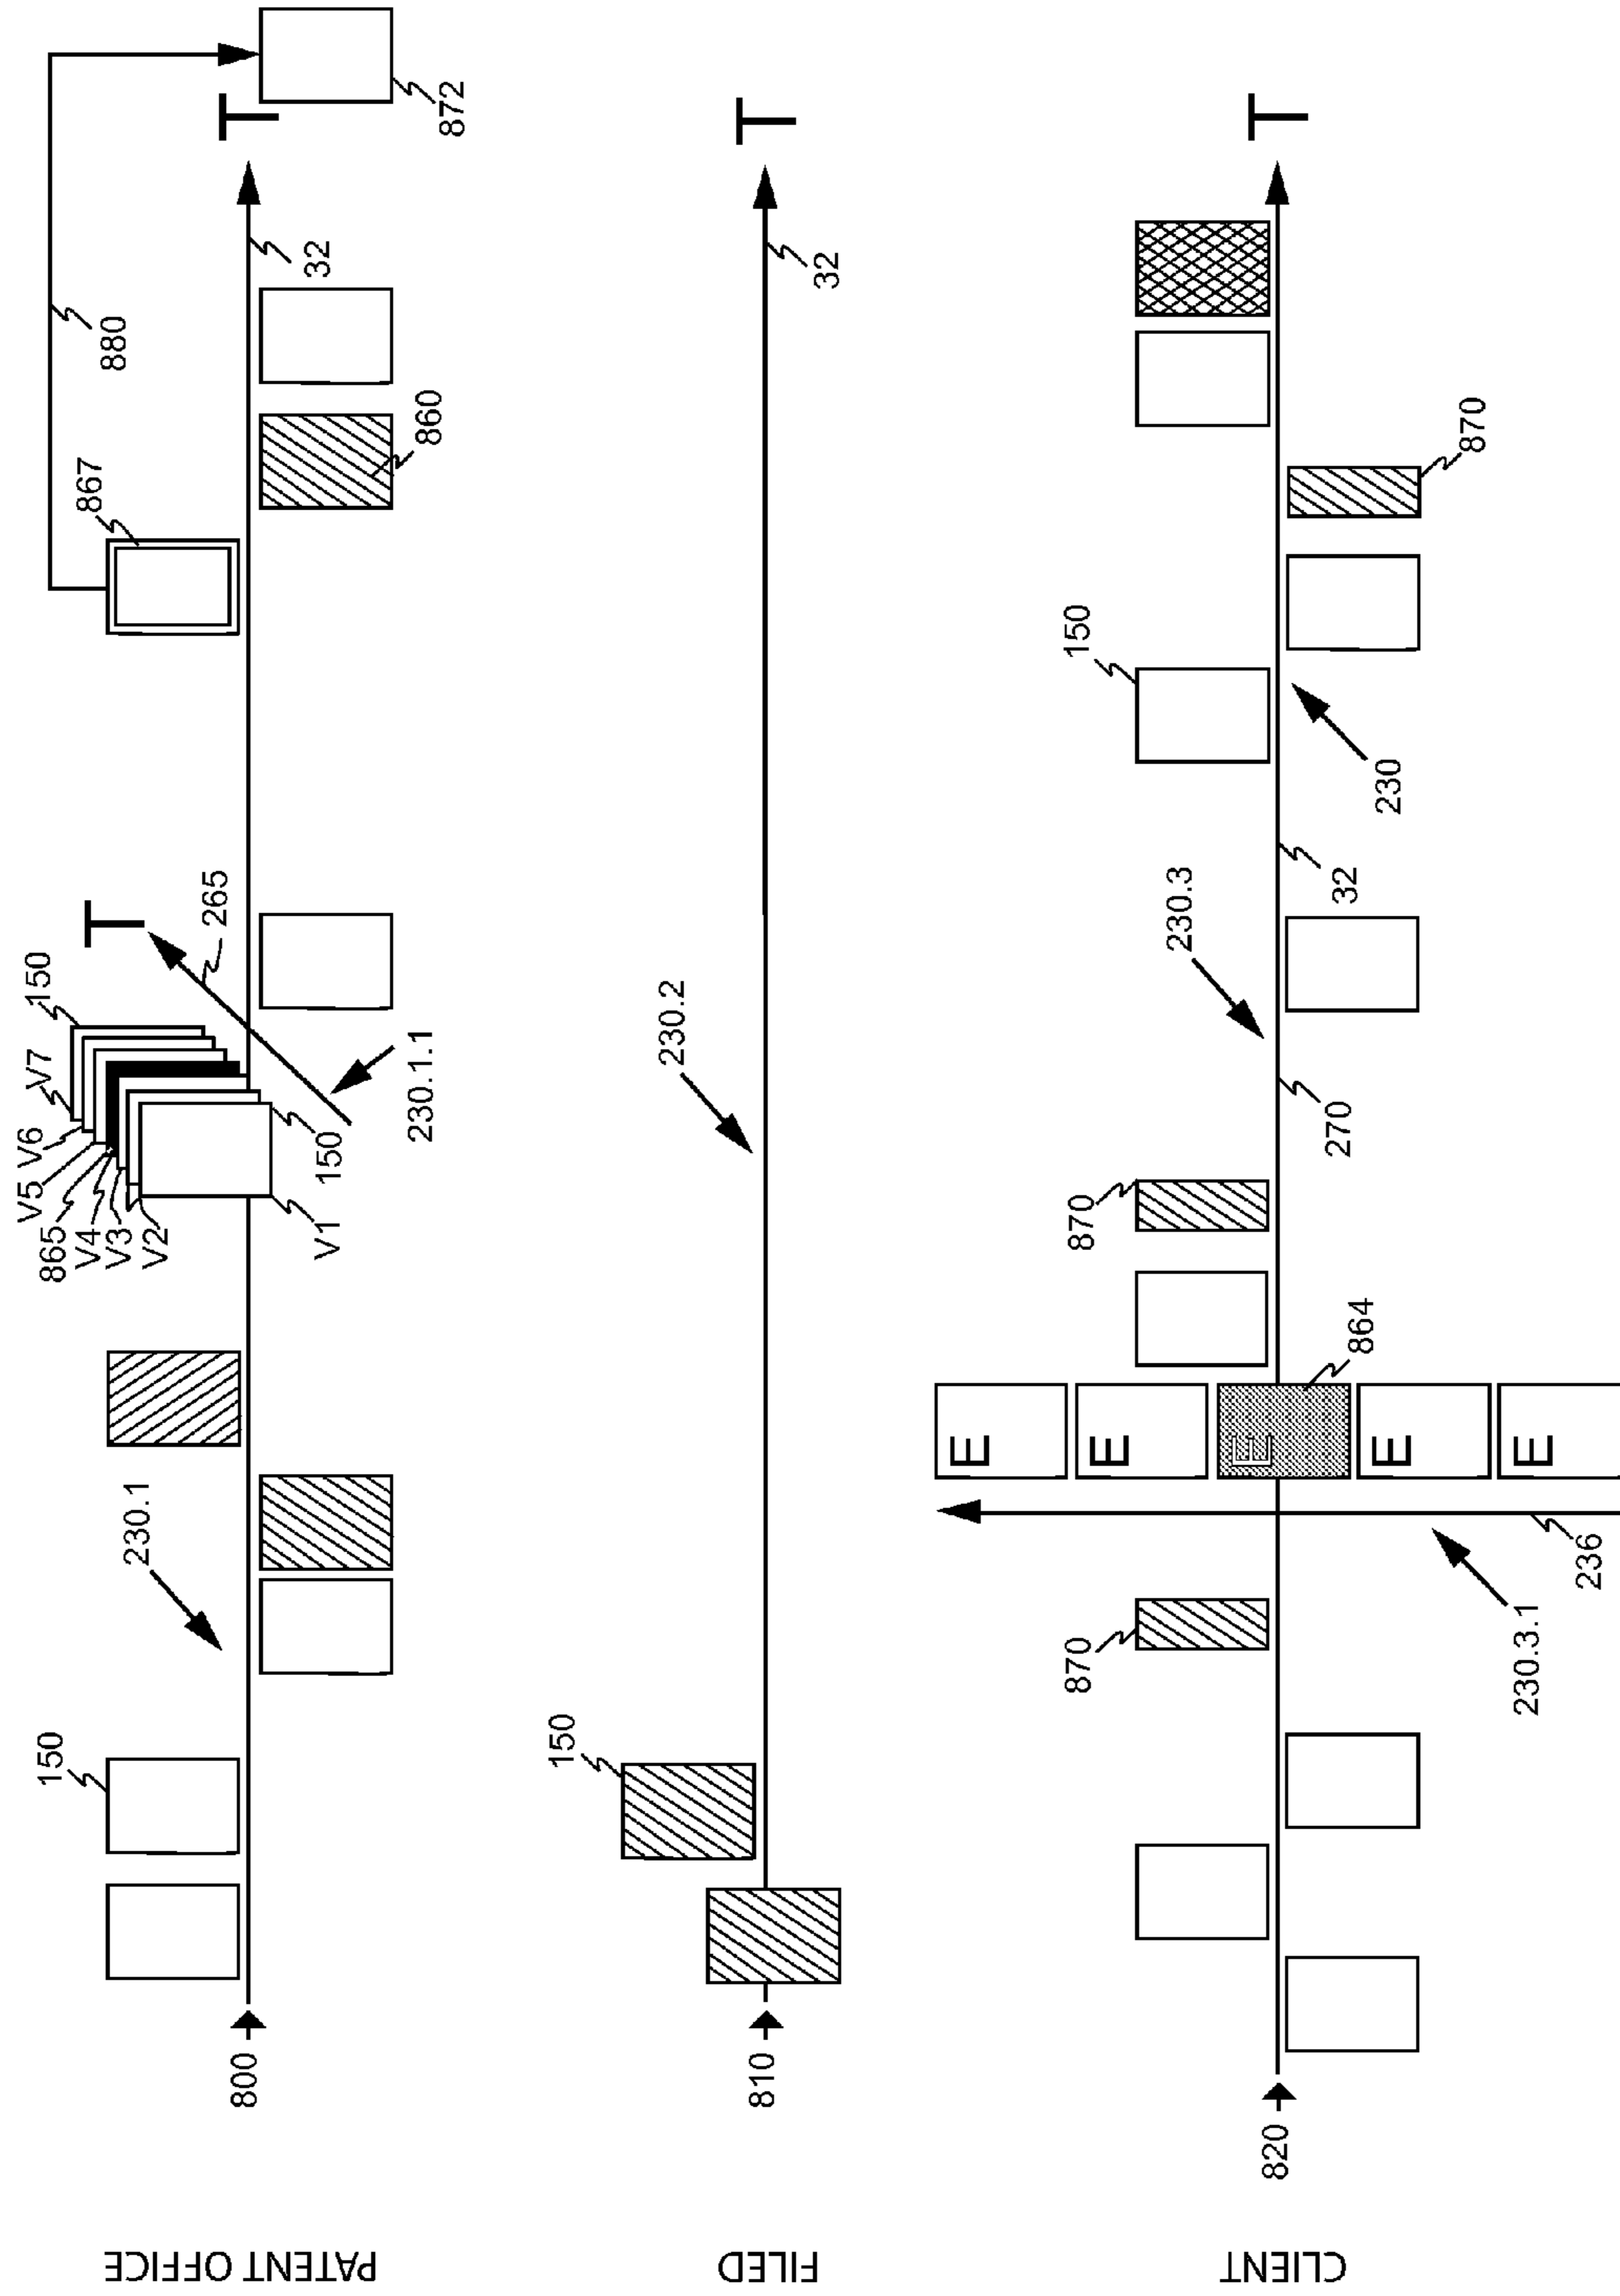 PATENT OFFICE
800
150
230.1
V1
V2
V3
V4
865
V5
V6
V7
150
150
230.1.1
265
T
867
860
880
32
T
872
FILED
810
150
230.2
32
T
CLIENT
820
870
230.3.1
236
E
E
E
E
E
864
870
270
230.3
32
230
150
870
T